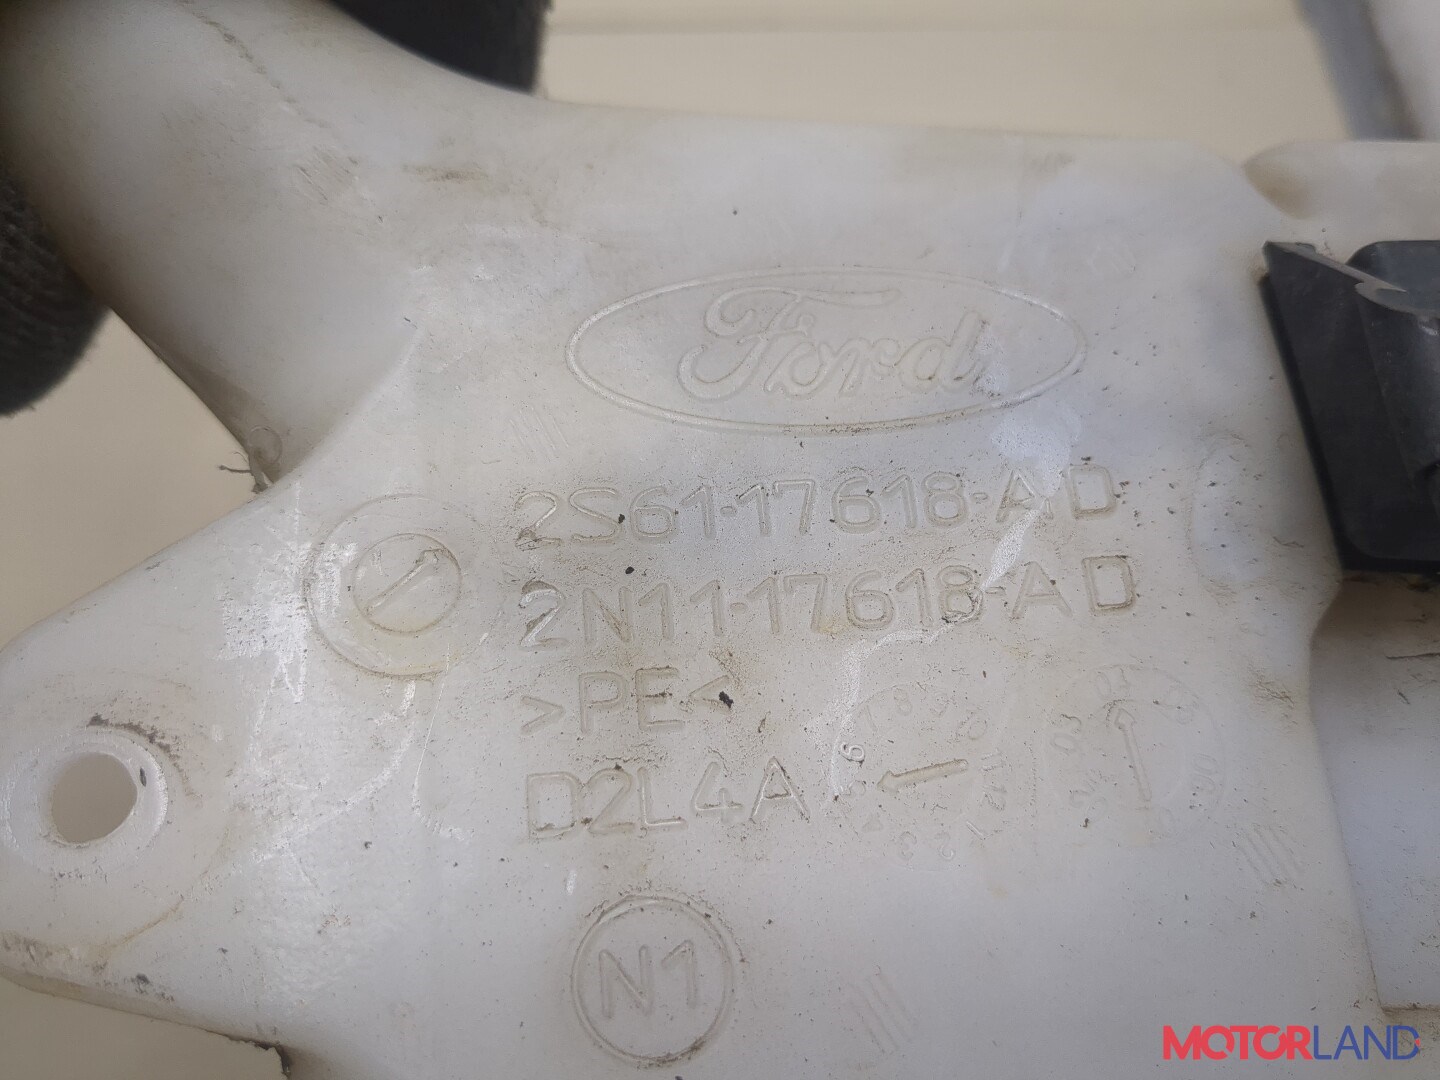 Ford
2S61-17618-AD
2N11-17618-AD
>PE<
D2L4A
N1
MOTORLAND